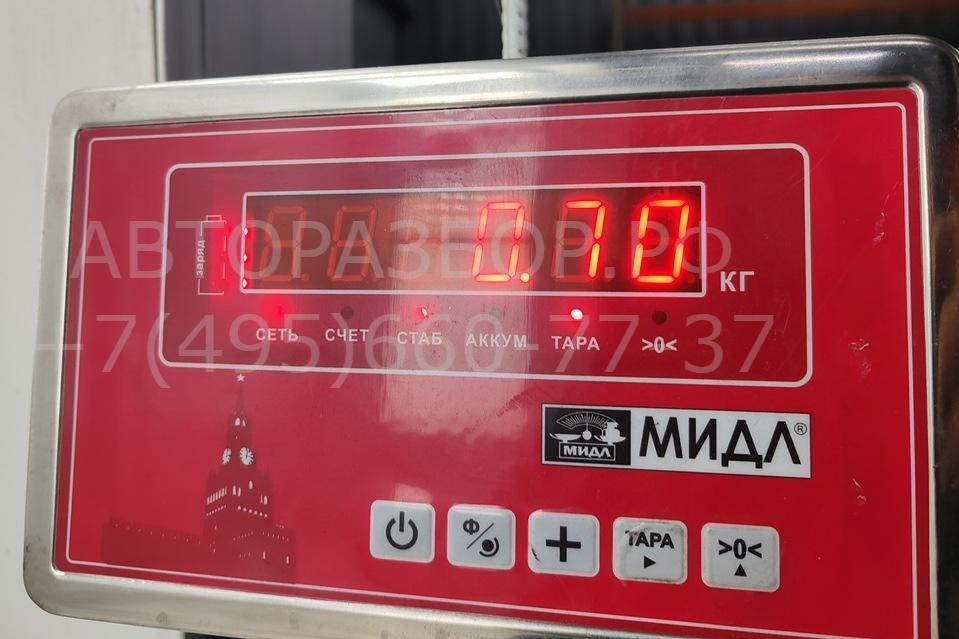 АВТОРАЗБОР.РФ
+7(495)660-77-37
заряд
0.70
КГ
СЕТЬ СЧЕТ СТАБ АККУМ ТАРА >0<
МИДЛ МИДЛ®
Ф ТАРА >0<